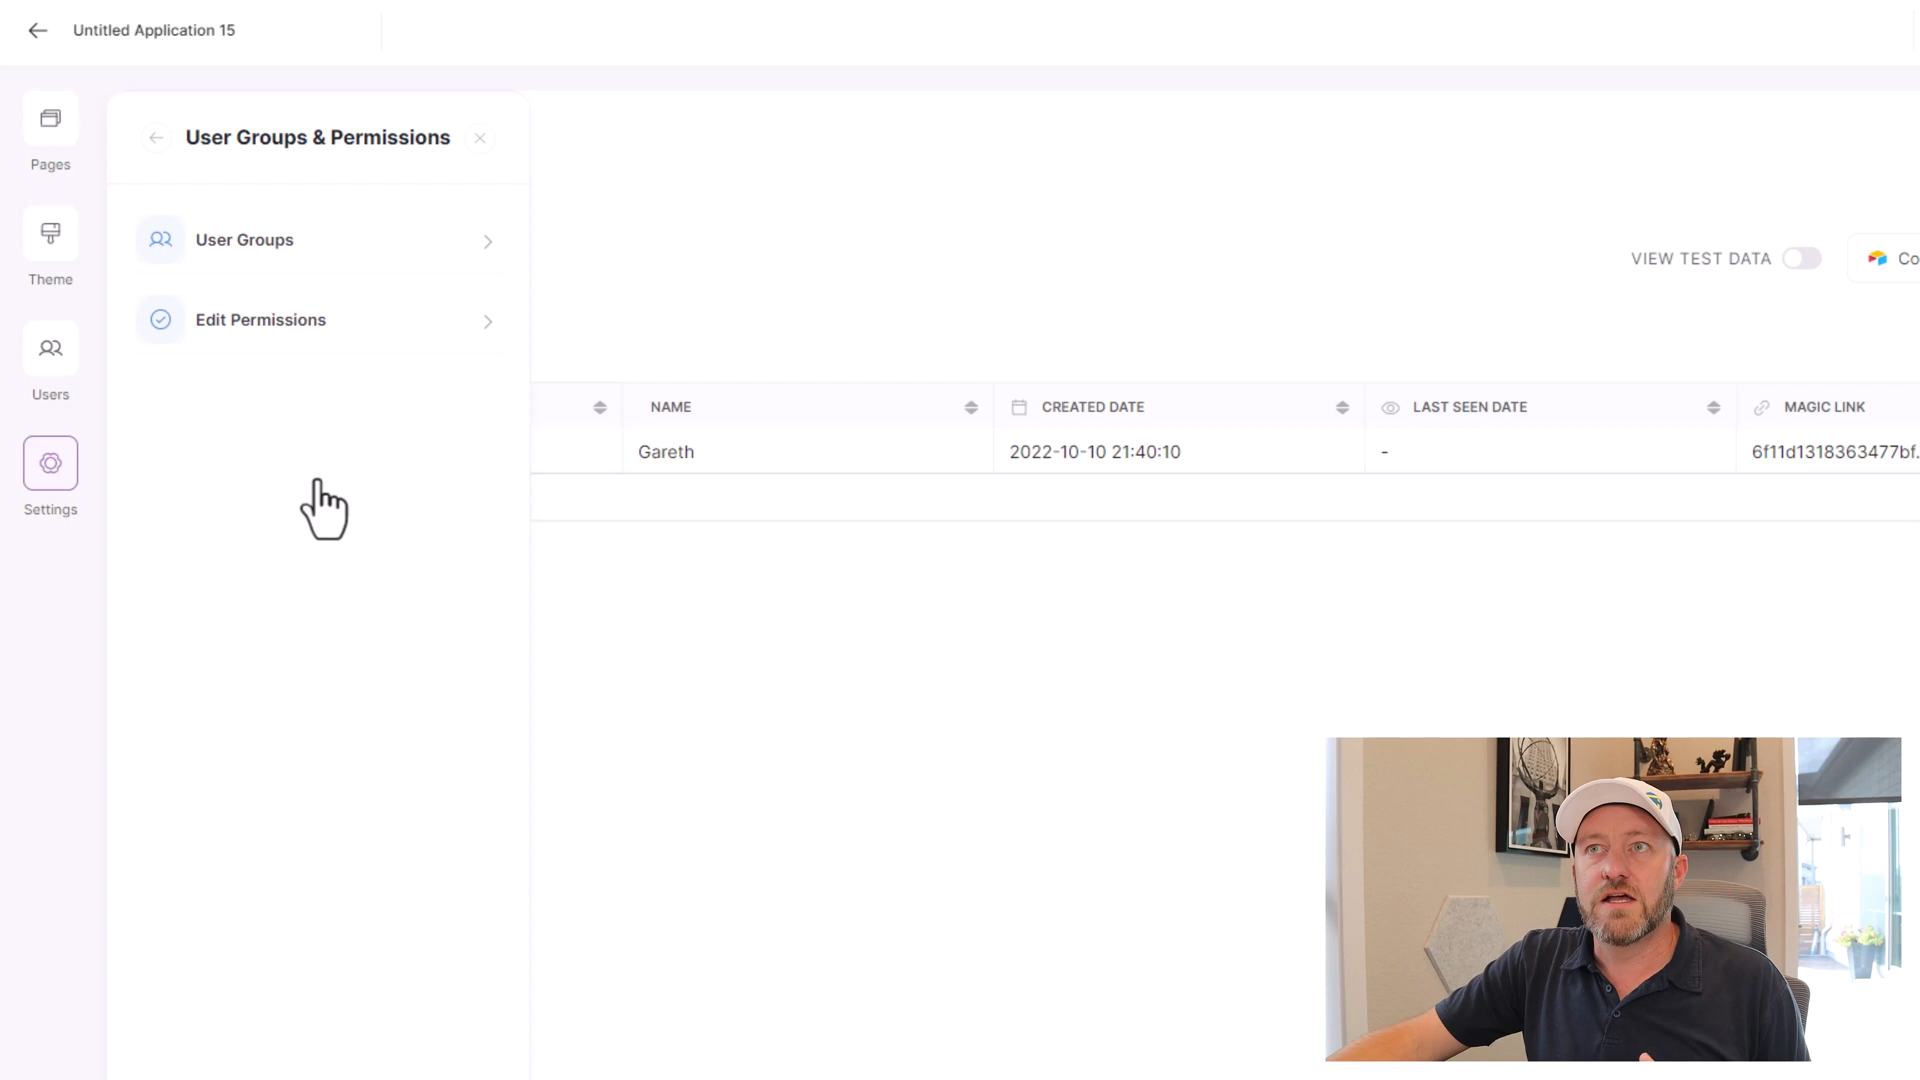 Untitled Application 15
Pages
Theme
Users
Settings
User Groups & Permissions
User Groups
Edit Permissions
VIEW TEST DATA
Co
NAME
CREATED DATE
LAST SEEN DATE
MAGIC LINK
Gareth
2022-10-10 21:40:10
-
6f11d1318363477bf.